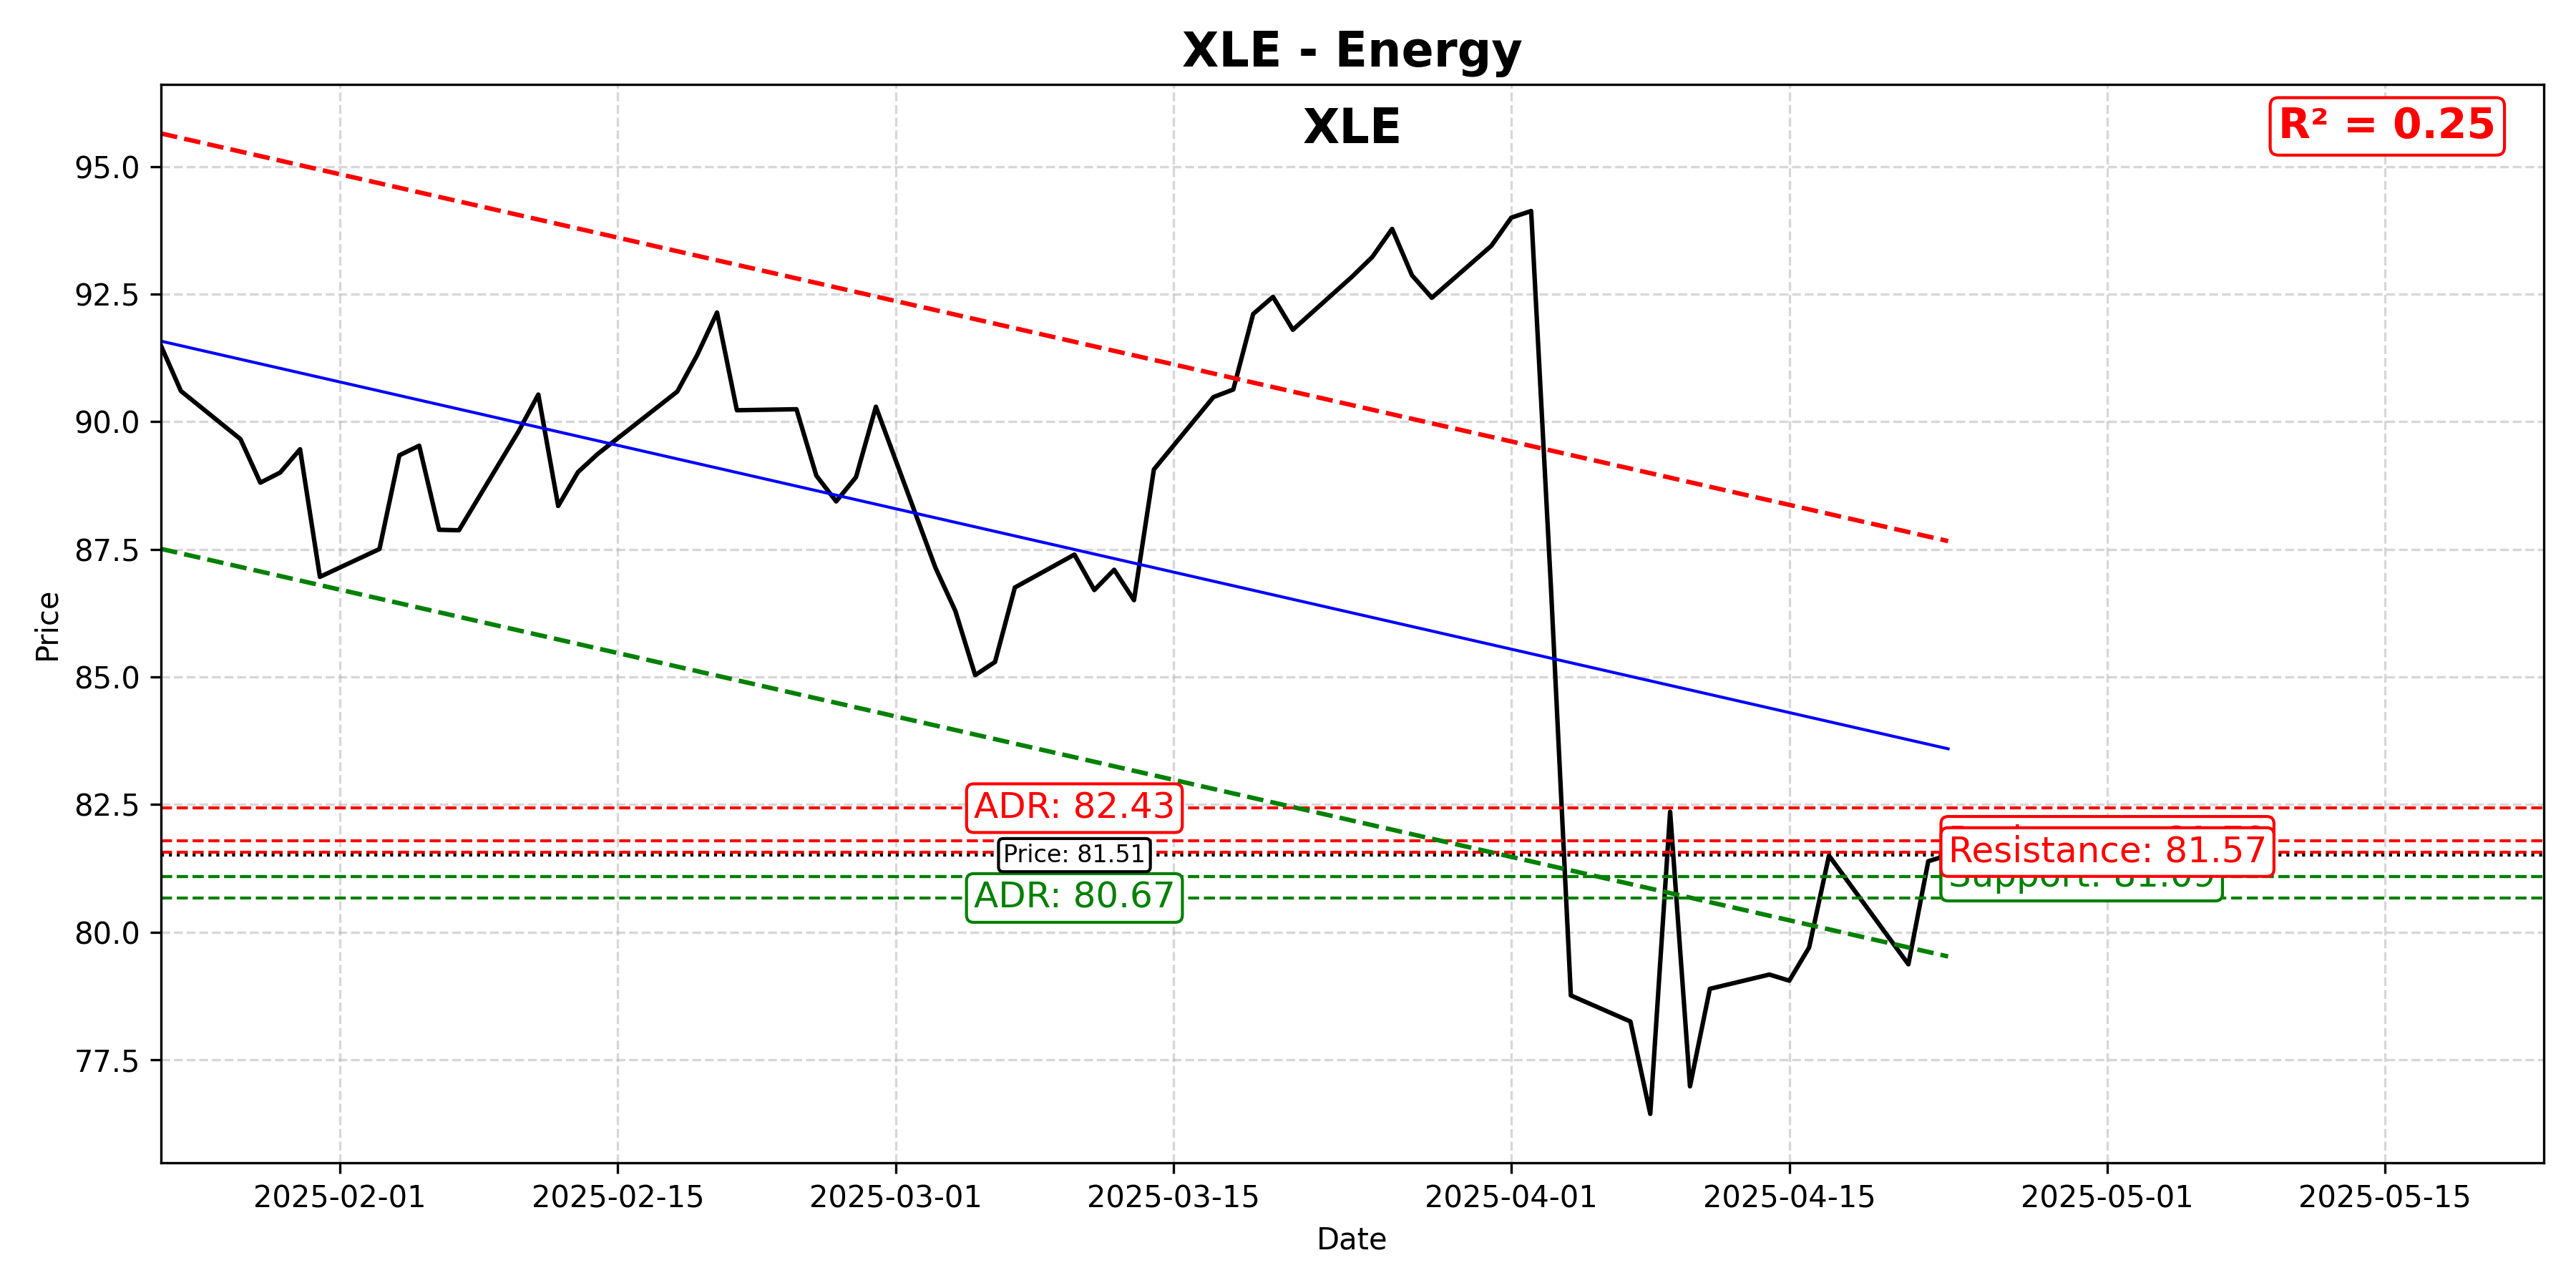 XLE - Energy
XLE
R² = 0.25
95.0
92.5
90.0
87.5
85.0
82.5
80.0
77.5
Price
ADR: 82.43
Price: 81.51
ADR: 80.67
Resistance: 81.57
Support: 81.09
2025-02-01
2025-02-15
2025-03-01
2025-03-15
2025-04-01
2025-04-15
2025-05-01
2025-05-15
Date